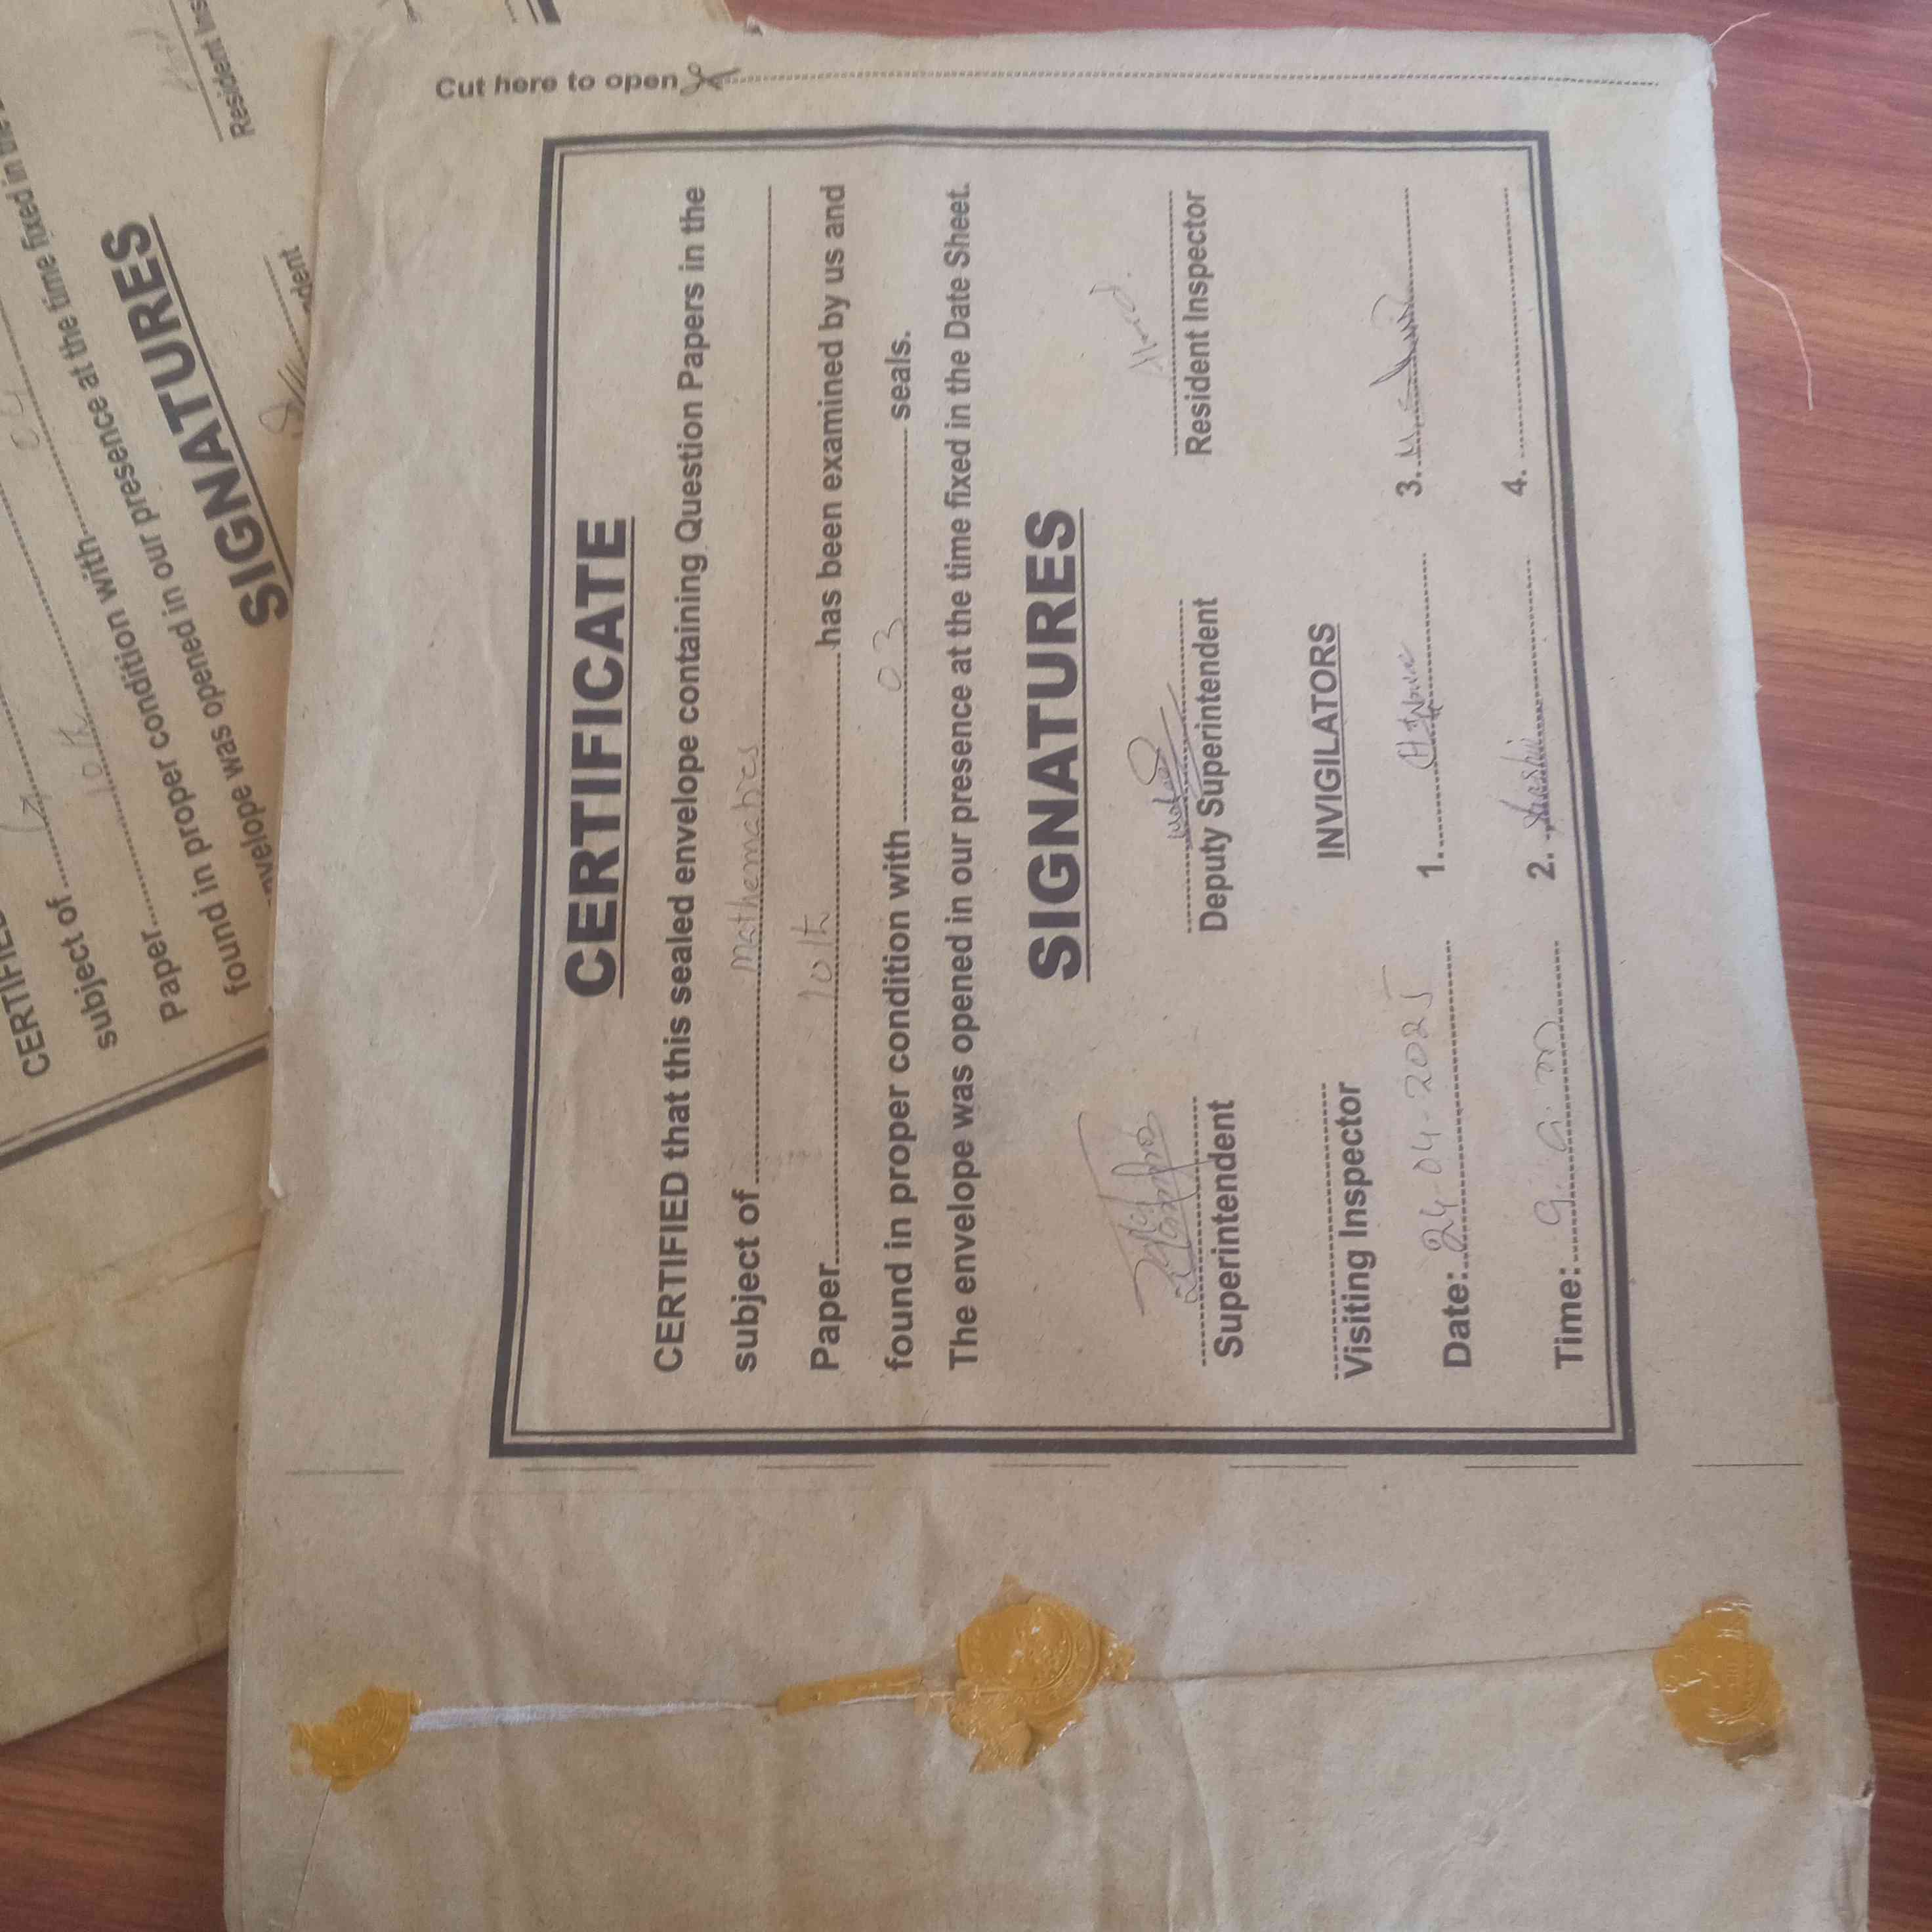 Cut here to open
CERTIFICATE
CERTIFIED that this sealed envelope containing Question Papers in the
subject of Mathematics
Paper 10th has been examined by us and
found in proper condition with 03 seals.
The envelope was opened in our presence at the time fixed in the Date Sheet.
SIGNATURES
Superintendent Deputy Superintendent Resident Inspector
Visiting Inspector INVIGILATORS
Date: 24-04-2025 1. 3.
Time: 9 a.m 2. Shashi 4.
CERTIFIED
subject of
Paper 10th
found in proper condition with 04
envelope was opened in our presence at the time fixed in the
SIGNATURES
Resident Ins